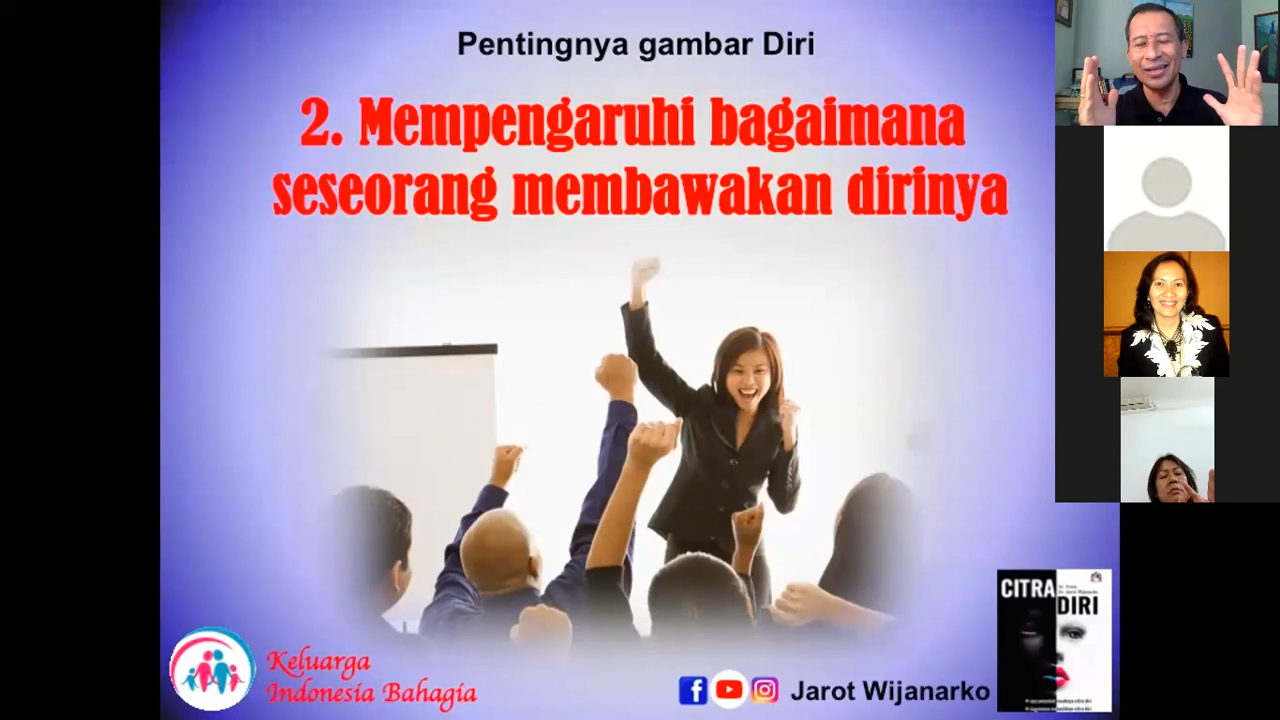 Pentingnya gambar Diri
2. Mempengaruhi bagaimana
seseorang membawakan dirinya
Keluarga
Indonesia Bahagia
Jarot Wijanarko
CITRA
DIRI